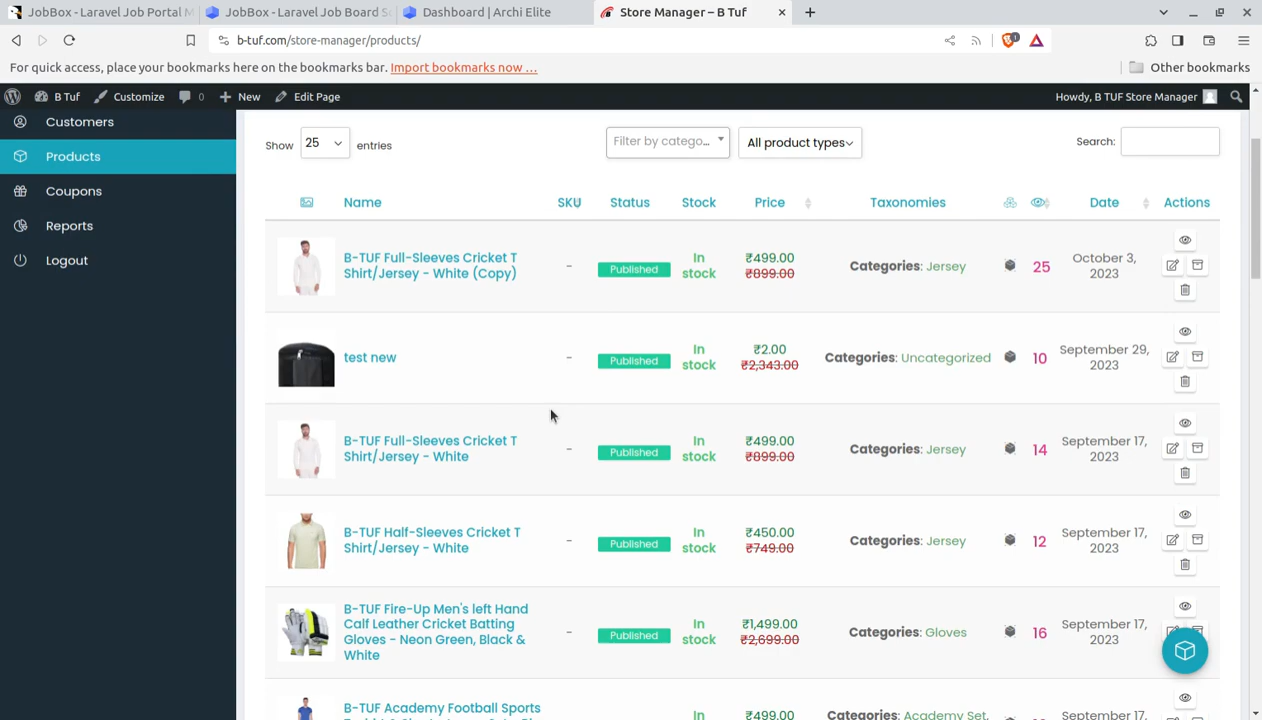 JobBox - Laravel Job Portal M
JobBox - Laravel Job Board Sc
Dashboard | Archi Elite
Store Manager – B Tuf
b-tuf.com/store-manager/products/
For quick access, place your bookmarks here on the bookmarks bar. Import bookmarks now ...
Other bookmarks
B Tuf
Customize
0
New
Edit Page
Howdy, B TUF Store Manager
Customers
Products
Coupons
Reports
Logout
Show 25 entries
Filter by catego...
All product types
Search:
Name SKU Status Stock Price Taxonomies Date Actions
B-TUF Full-Sleeves Cricket T
Shirt/Jersey - White (Copy)
-
Published
In
stock
₹499.00
₹899.00
Categories: Jersey
25
October 3,
2023
test new
-
Published
In
stock
₹2.00
₹2,343.00
Categories: Uncategorized
10
September 29,
2023
B-TUF Full-Sleeves Cricket T
Shirt/Jersey - White
-
Published
In
stock
₹499.00
₹899.00
Categories: Jersey
14
September 17,
2023
B-TUF Half-Sleeves Cricket T
Shirt/Jersey - White
-
Published
In
stock
₹450.00
₹749.00
Categories: Jersey
12
September 17,
2023
B-TUF Fire-Up Men's left Hand
Calf Leather Cricket Batting
Gloves - Neon Green, Black &
White
-
Published
In
stock
₹1,499.00
₹2,699.00
Categories: Gloves
16
September 17,
2023
B-TUF Academy Football Sports
In
₹499.00
Categories: Academy Set,
September 17,